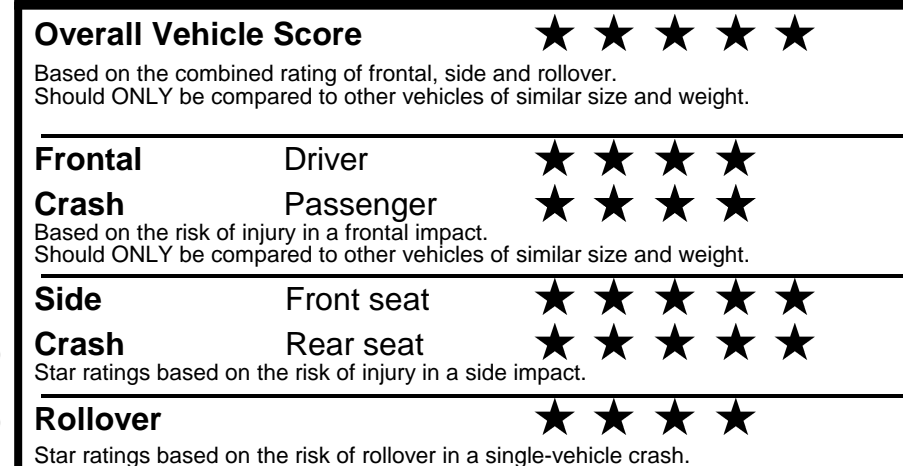 Overall Vehicle Score ★ ★ ★ ★ ★
Based on the combined rating of frontal, side and rollover.
Should ONLY be compared to other vehicles of similar size and weight.
Frontal Driver ★ ★ ★ ★
Crash Passenger ★ ★ ★ ★
Based on the risk of injury in a frontal impact.
Should ONLY be compared to other vehicles of similar size and weight.
Side Front seat ★ ★ ★ ★ ★
Crash Rear seat ★ ★ ★ ★ ★
Star ratings based on the risk of injury in a side impact.
Rollover ★ ★ ★ ★
Star ratings based on the risk of rollover in a single-vehicle crash.